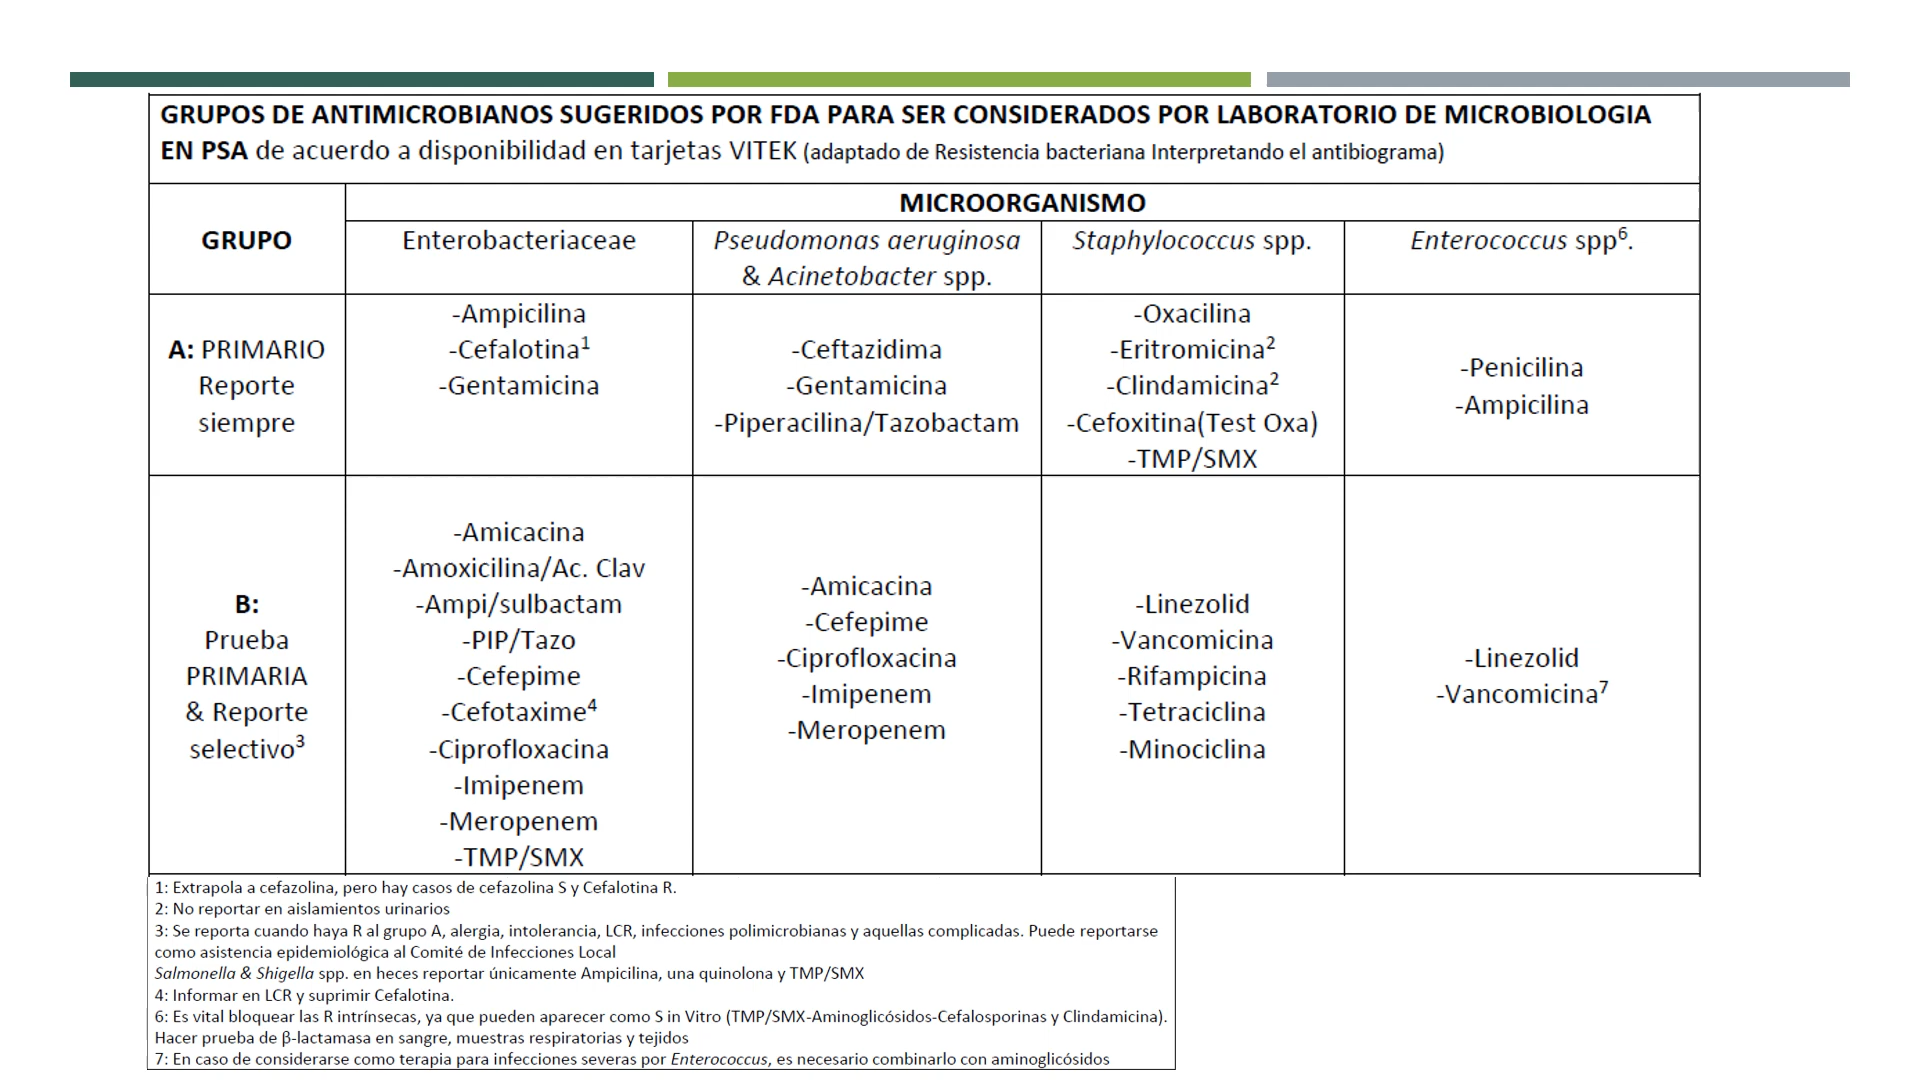 GRUPOS DE ANTIMICROBIANOS SUGERIDOS POR FDA PARA SER CONSIDERADOS POR LABORATORIO DE MICROBIOLOGIA
EN PSA de acuerdo a disponibilidad en tarjetas VITEK (adaptado de Resistencia bacteriana Interpretando el antibiograma)
GRUPO
MICROORGANISMO
Enterobacteriaceae
Pseudomonas aeruginosa
& Acinetobacter spp.
Staphylococcus spp.
Enterococcus spp⁶.
A: PRIMARIO
Reporte
siempre
-Ampicilina
-Cefalotina¹
-Gentamicina
-Ceftazidima
-Gentamicina
-Piperacilina/Tazobactam
-Oxacilina
-Eritromicina²
-Clindamicina²
-Cefoxitina(Test Oxa)
-TMP/SMX
-Penicilina
-Ampicilina
B:
Prueba
PRIMARIA
& Reporte
selectivo³
-Amicacina
-Amoxicilina/Ac. Clav
-Ampi/sulbactam
-PIP/Tazo
-Cefepime
-Cefotaxime⁴
-Ciprofloxacina
-Imipenem
-Meropenem
-TMP/SMX
-Amicacina
-Cefepime
-Ciprofloxacina
-Imipenem
-Meropenem
-Linezolid
-Vancomicina
-Rifampicina
-Tetraciclina
-Minociclina
-Linezolid
-Vancomicina⁷
1: Extrapola a cefazolina, pero hay casos de cefazolina S y Cefalotina R.
2: No reportar en aislamientos urinarios
3: Se reporta cuando haya R al grupo A, alergia, intolerancia, LCR, infecciones polimicrobianas y aquellas complicadas. Puede reportarse
como asistencia epidemiológica al Comité de Infecciones Local
Salmonella & Shigella spp. en heces reportar únicamente Ampicilina, una quinolona y TMP/SMX
4: Informar en LCR y suprimir Cefalotina.
6: Es vital bloquear las R intrínsecas, ya que pueden aparecer como S in Vitro (TMP/SMX-Aminoglicósidos-Cefalosporinas y Clindamicina).
Hacer prueba de β-lactamasa en sangre, muestras respiratorias y tejidos
7: En caso de considerarse como terapia para infecciones severas por Enterococcus, es necesario combinarlo con aminoglicósidos